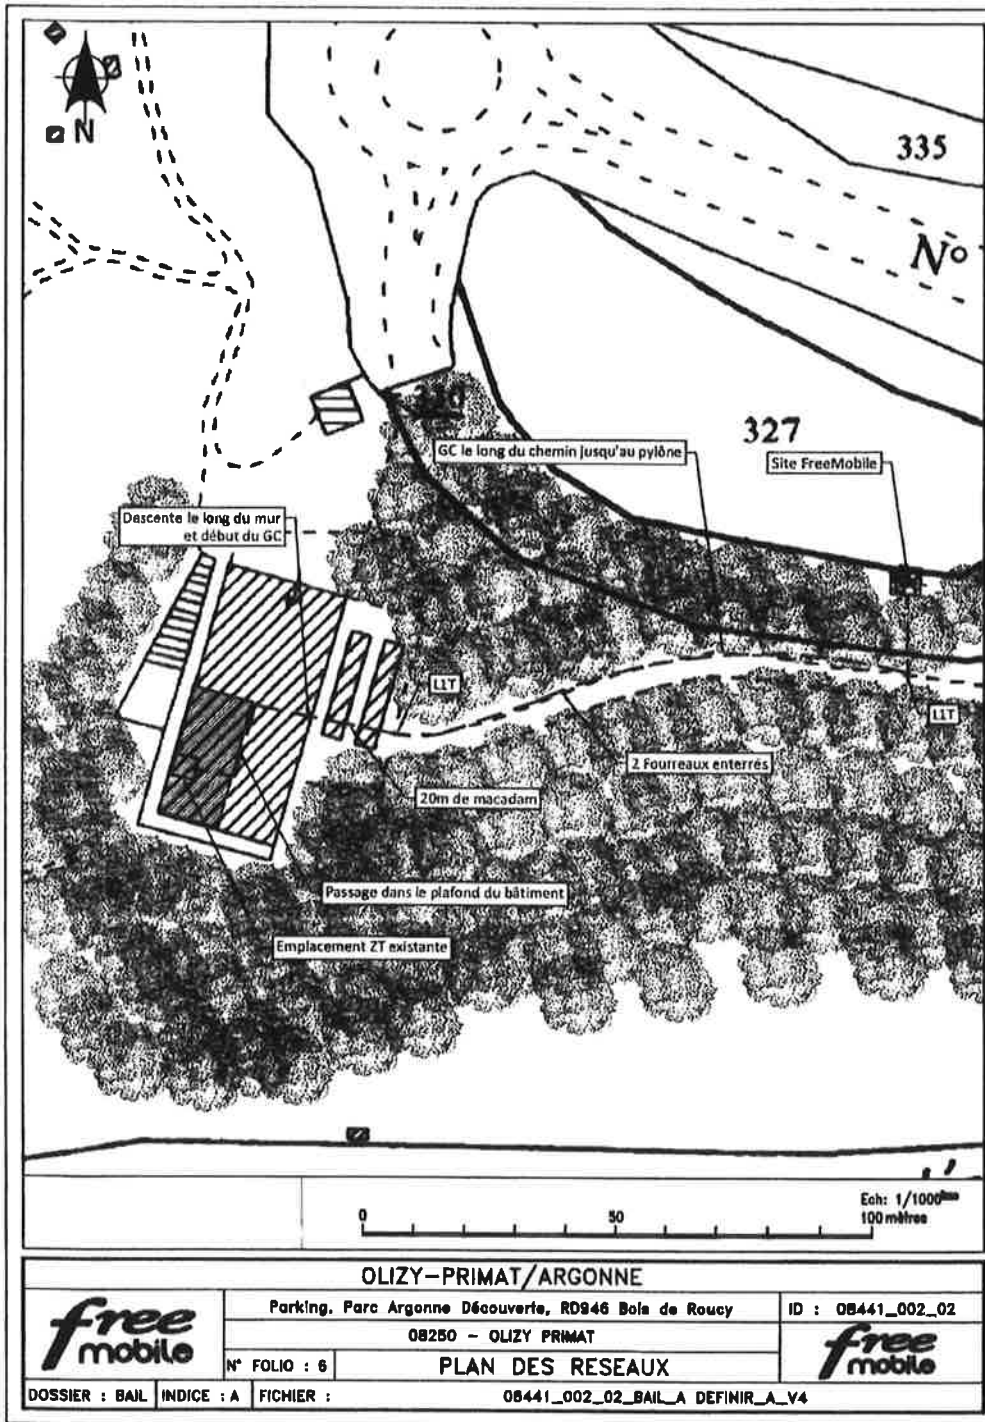 N
335
N°
330
327
GC le long du chemin jusqu'au pylône
Site FreeMobile
Descente le long du mur
et début du GC
L1T
L1T
2 Fourreaux enterrés
20m de macadam
Passage dans le plafond du bâtiment
Emplacement ZT existante
0 50 100 mètres
Ech: 1/1000
OLIZY-PRIMAT/ARGONNE
free mobile
Parking, Parc Argonne Découverte, RD946 Bois de Roucy
ID : 08441_002_02
08250 - OLIZY PRIMAT
free mobile
N° FOLIO : 6
PLAN DES RESEAUX
DOSSIER : BAIL INDICE : A FICHIER : 08441_002_02_BAIL_A DEFINIR_A_V4